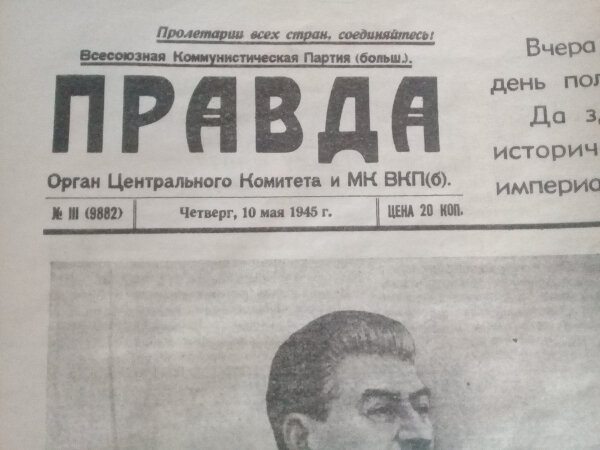 Пролетарии всех стран, соединяйтесь!
Всесоюзная Коммунистическая Партия (больш.).
ПРАВДА
Орган Центрального Комитета и МК ВКП(б).
№ III (9882)
Четверг, 10 мая 1945 г.
ЦЕНА 20 КОП.
Вчера
день
Да
историч
империа